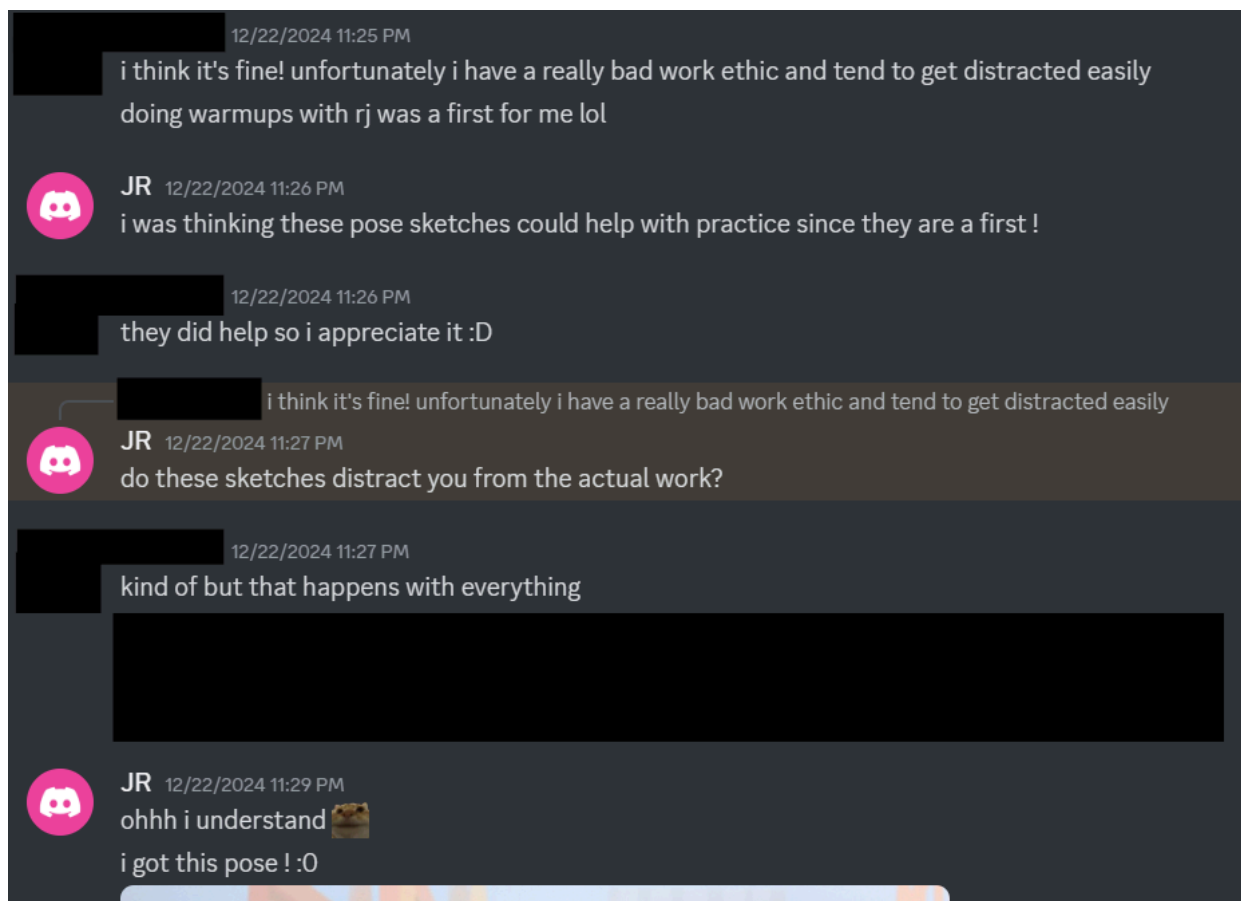 12/22/2024 11:25 PM
i think it's fine! unfortunately i have a really bad work ethic and tend to get distracted easily
doing warmups with rj was a first for me lol
JR 12/22/2024 11:26 PM
i was thinking these pose sketches could help with practice since they are a first !
12/22/2024 11:26 PM
they did help so i appreciate it :D
i think it's fine! unfortunately i have a really bad work ethic and tend to get distracted easily
JR 12/22/2024 11:27 PM
do these sketches distract you from the actual work?
12/22/2024 11:27 PM
kind of but that happens with everything
JR 12/22/2024 11:29 PM
ohhh i understand
i got this pose ! :0